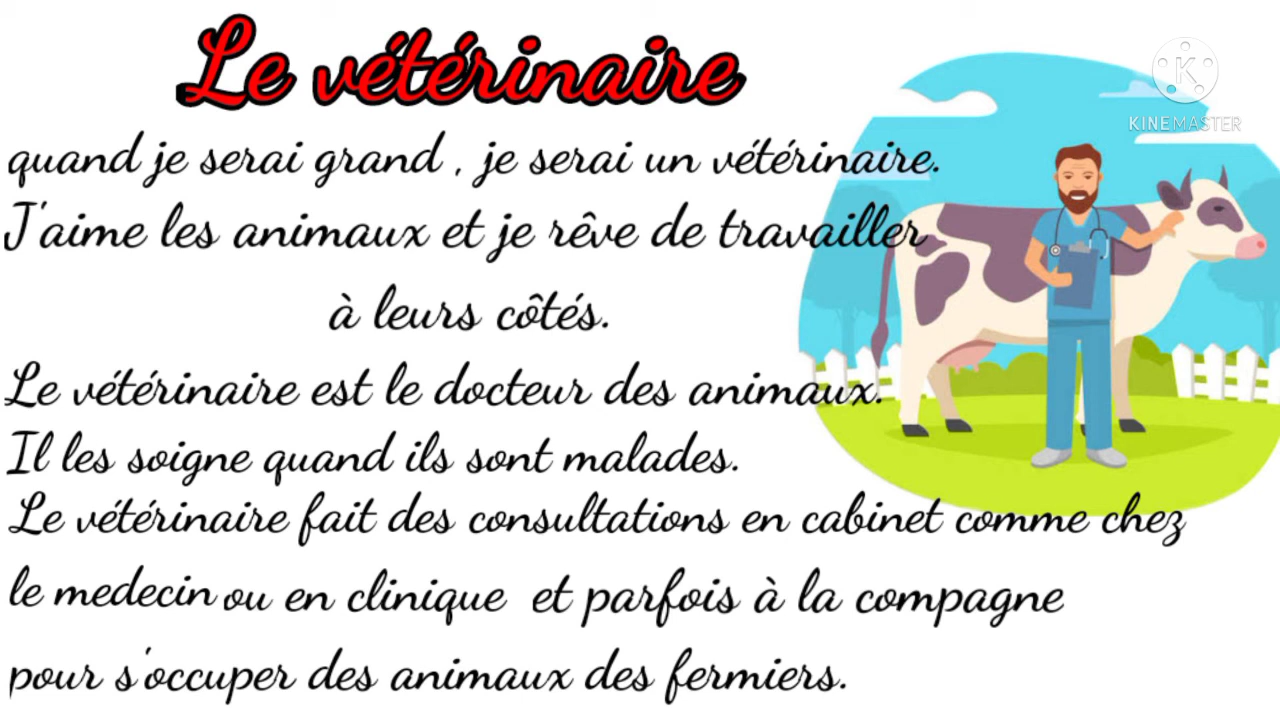 Le vétérinaire
KINEMASTER
quand je serai grand , je serai un vétérinaire.
J'aime les animaux et je rêve de travailler
à leurs côtés.
Le vétérinaire est le docteur des animaux.
Il les soigne quand ils sont malades.
Le vétérinaire fait des consultations en cabinet comme chez
le medecin ou en clinique et parfois à la compagne
pour s'occuper des animaux des fermiers.